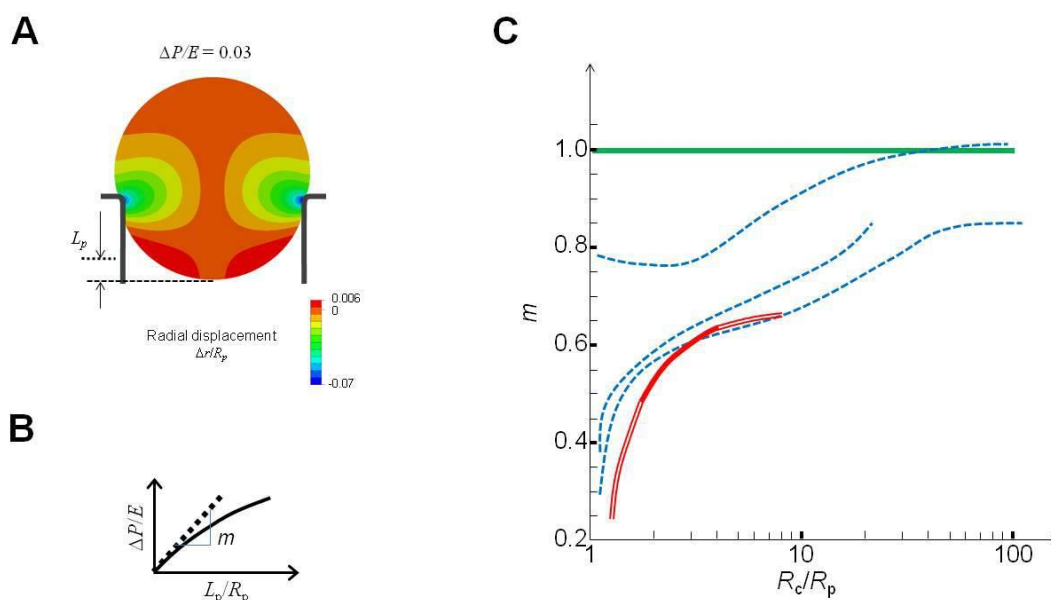 A
ΔP/E = 0.03
L_p
0.006
0
-0.07
Radial displacement
Δr/R_p
B
ΔP/E
m
L_p/R_p
C
m
1.0
0.8
0.6
0.4
0.2
1
10
100
R_c/R_p